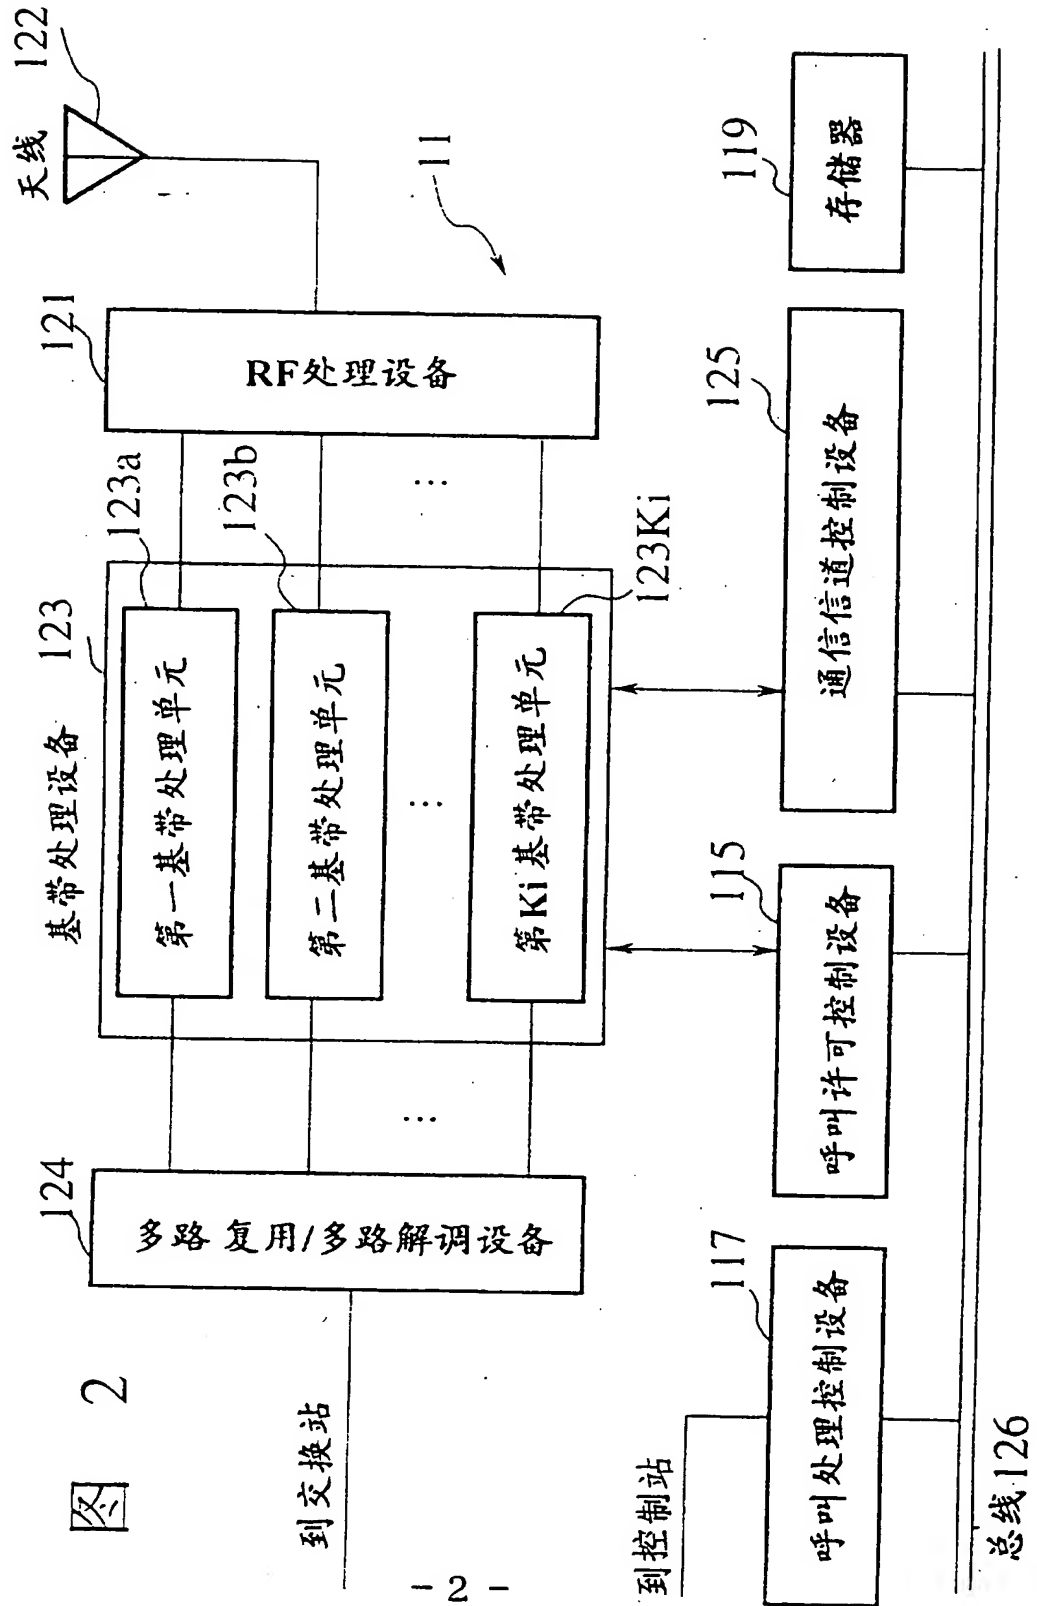 图 2
天线
122
121
RF处理设备
11
123
基带处理设备
123a
第一基带处理单元
123b
第二基带处理单元
…
…
123Ki
第Ki基带处理单元
…
124
多路复用/多路解调设备
到交换站
到控制站
117
呼叫处理控制设备
115
呼叫许可控制设备
125
通信信道控制设备
119
存储器
总线126
- 2 -